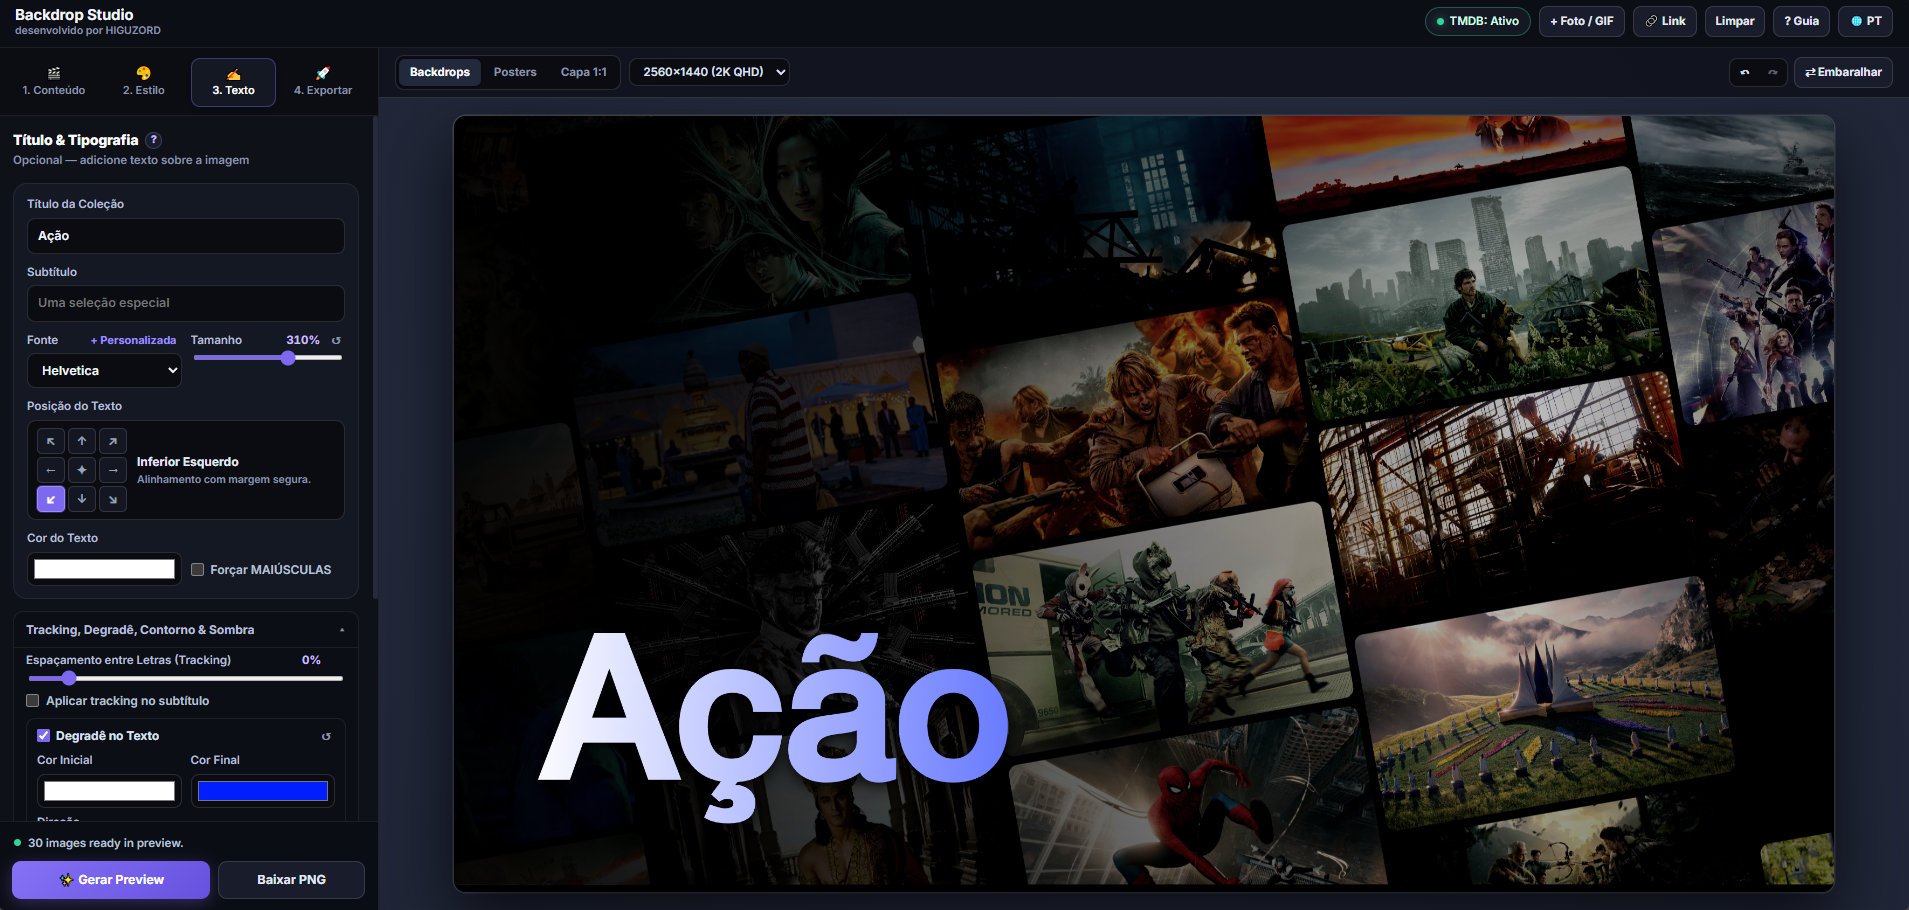 Backdrop Studio
desenvolvido por HIGUZORD
TMDB: Ativo
+ Foto / GIF
Link
Limpar
? Guia
PT
1. Conteúdo
2. Estilo
3. Texto
4. Exportar
Backdrops
Posters
Capa 1:1
2560×1440 (2K QHD)
Embaralhar
Título & Tipografia ?
Opcional — adicione texto sobre a imagem
Título da Coleção
Ação
Subtítulo
Uma seleção especial
Fonte
+ Personalizada
Tamanho
310%
Helvetica
Posição do Texto
Inferior Esquerdo
Alinhamento com margem segura.
Cor do Texto
Forçar MAIÚSCULAS
Tracking, Degradê, Contorno & Sombra
Espaçamento entre Letras (Tracking)
0%
Aplicar tracking no subtítulo
Degradê no Texto
Cor Inicial
Cor Final
Direção
30 images ready in preview.
Gerar Preview
Baixar PNG
Ação
ION
MORED
9650